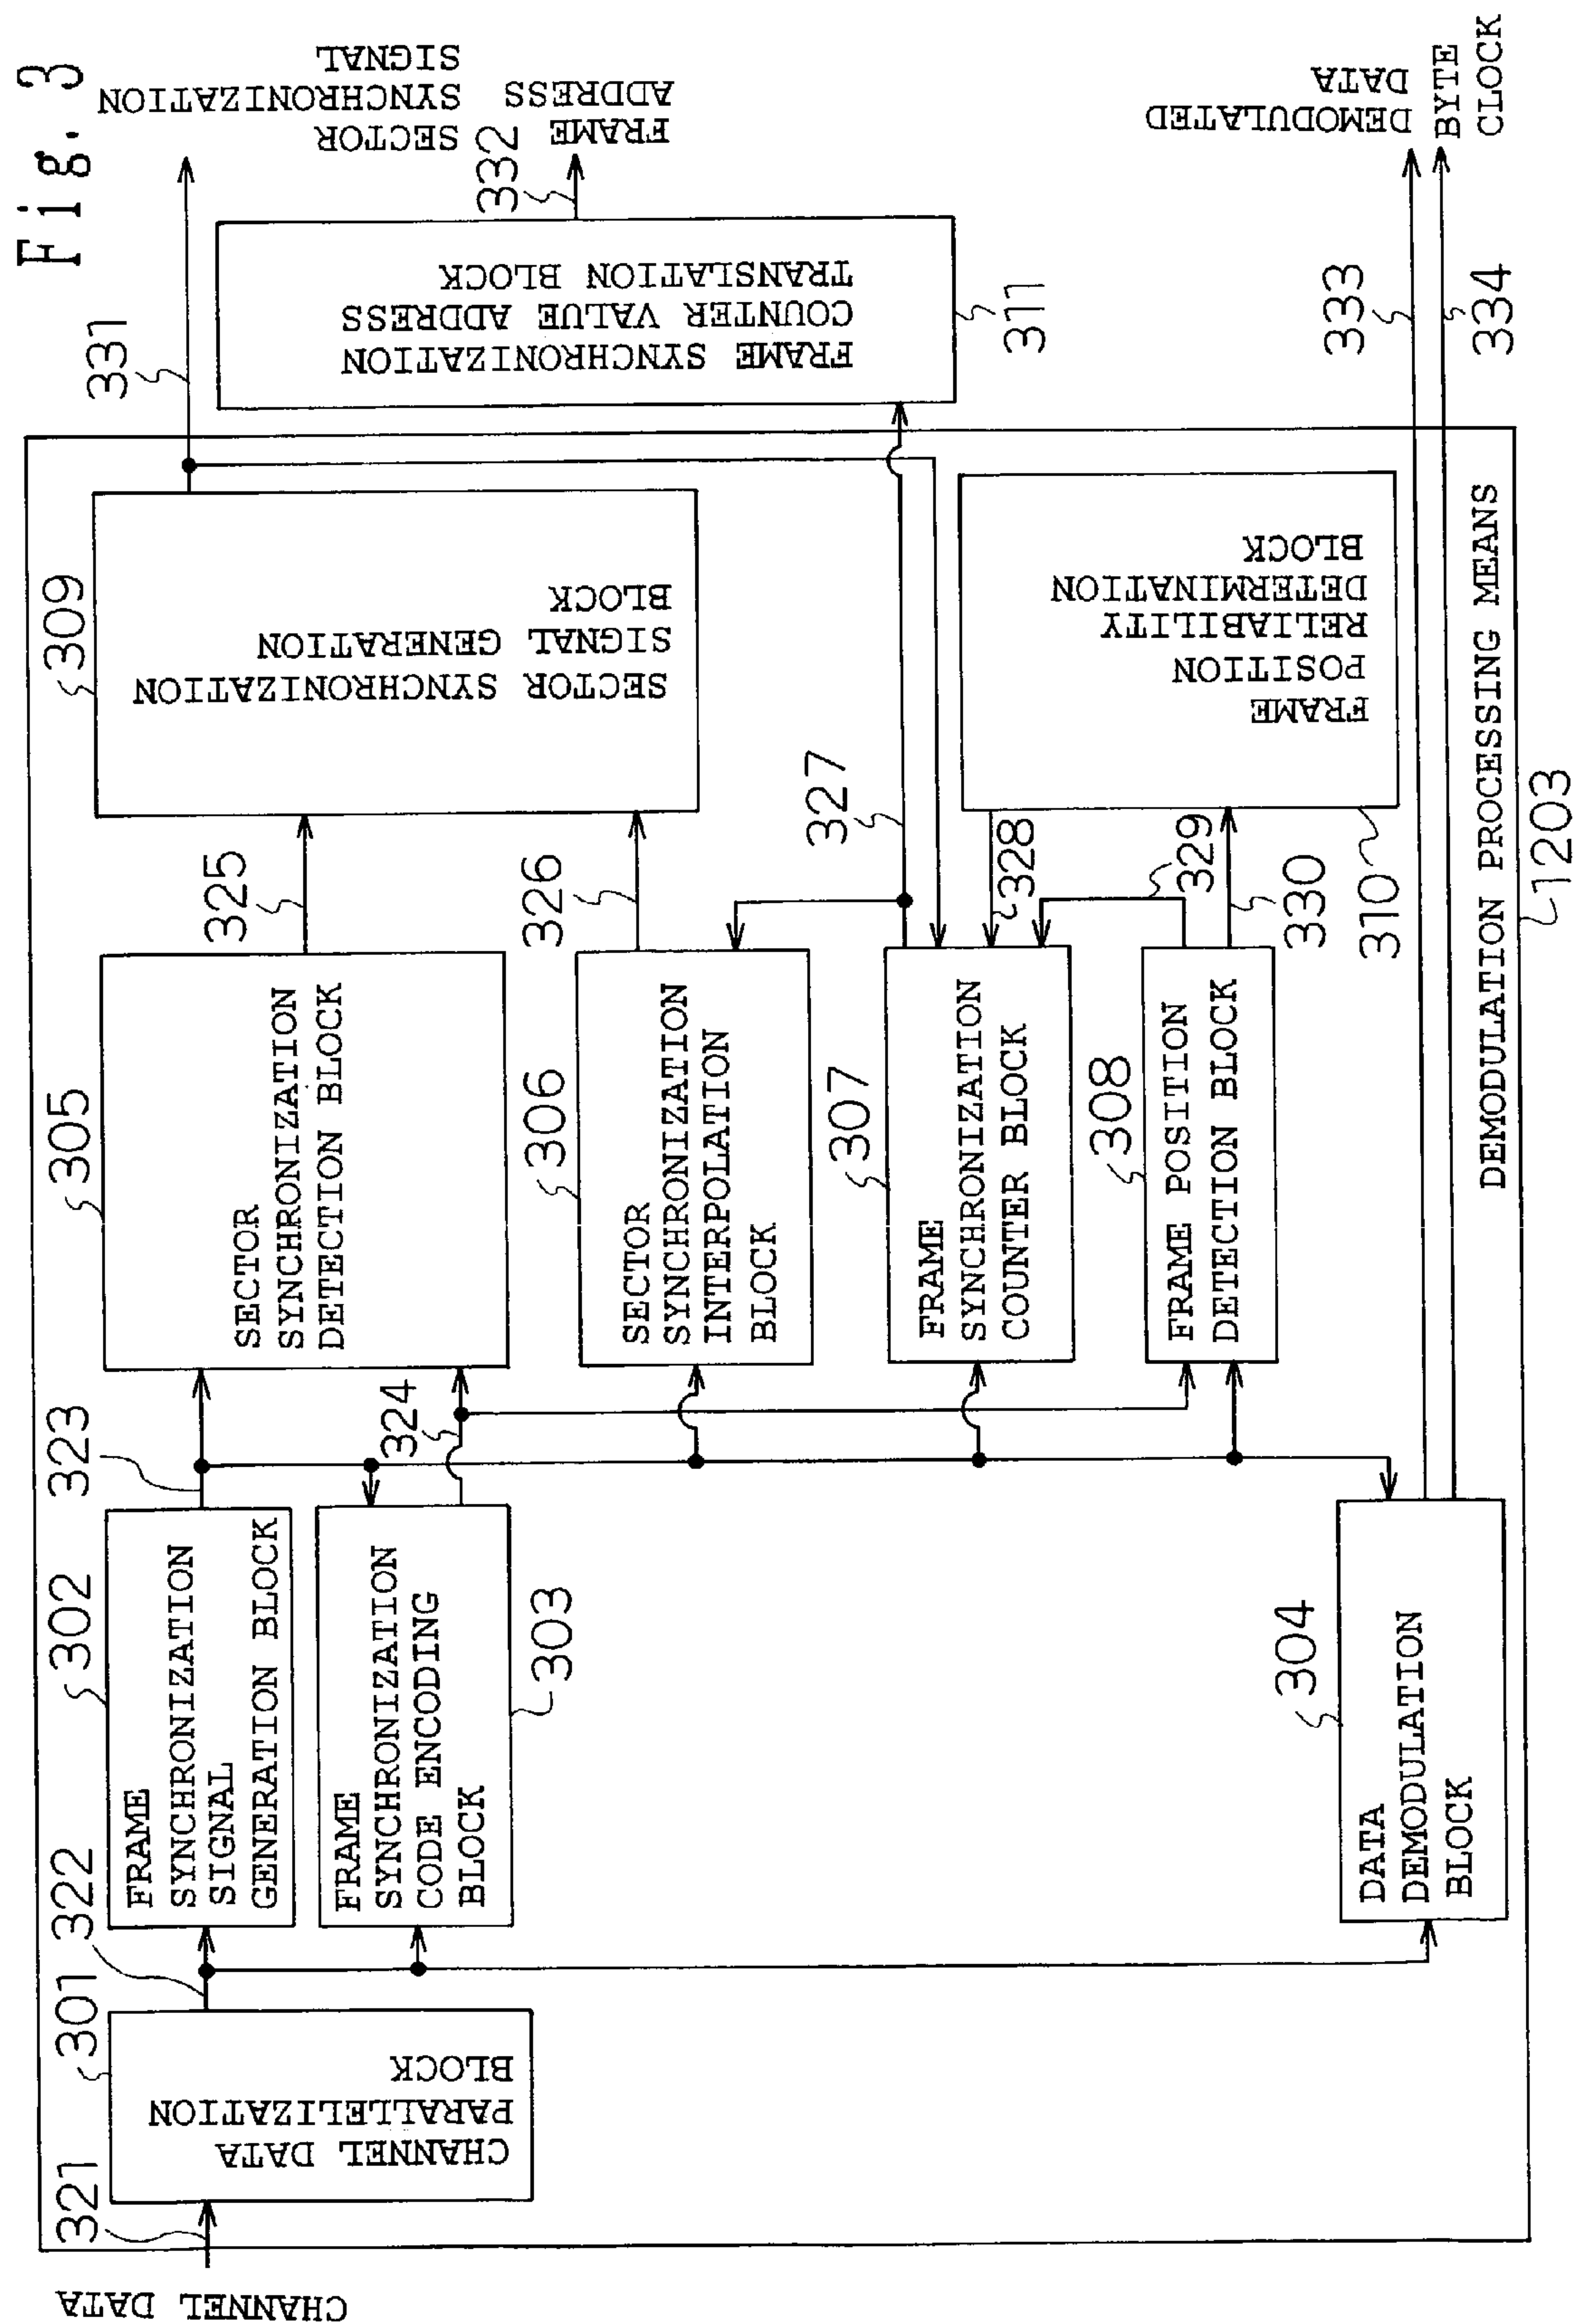 Fig. 3
CHANNEL DATA
321
301
CHANNEL DATA
PARALLELIZATION
BLOCK
322
302
FRAME
SYNCHRONIZATION
SIGNAL
GENERATION BLOCK
323
FRAME
SYNCHRONIZATION
CODE ENCODING
BLOCK
303
324
304
DATA
DEMODULATION
BLOCK
305
SECTOR
SYNCHRONIZATION
DETECTION BLOCK
325
306
SECTOR
SYNCHRONIZATION
INTERPOLATION
BLOCK
326
307
FRAME
SYNCHRONIZATION
COUNTER BLOCK
327
328
308
FRAME POSITION
DETECTION BLOCK
329
330
309
SECTOR SYNCHRONIZATION
SIGNAL GENERATION
BLOCK
310
FRAME
POSITION
RELIABILITY
DETERMINATION
BLOCK
DEMODULATION PROCESSING MEANS
1203
331
SECTOR
SYNCHRONIZATION
SIGNAL
FRAME SYNCHRONIZATION
COUNTER VALUE ADDRESS
TRANSLATION BLOCK
311
332
FRAME
ADDRESS
333
DEMODULATED
DATA
334
BYTE
CLOCK